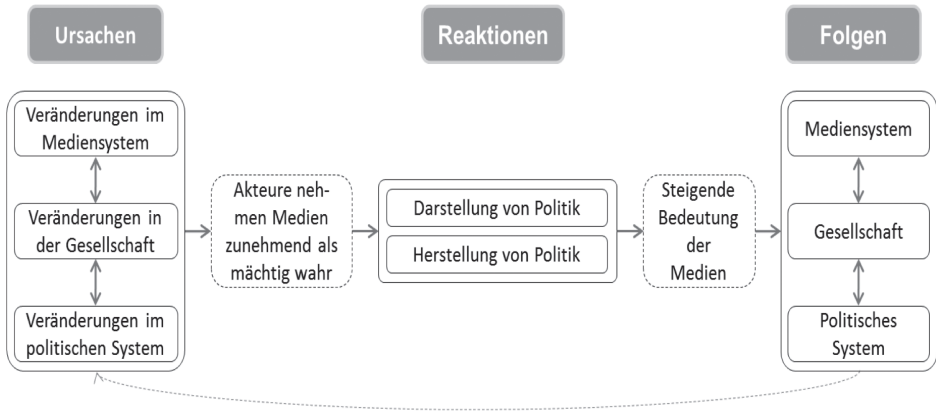 Ursachen
Reaktionen
Folgen
Veränderungen im
Mediensystem
Veränderungen in
der Gesellschaft
Veränderungen im
politischen System
Akteure neh-
men Medien
zunehmend als
mächtig wahr
Darstellung von Politik
Herstellung von Politik
Steigende
Bedeutung
der
Medien
Mediensystem
Gesellschaft
Politisches
System